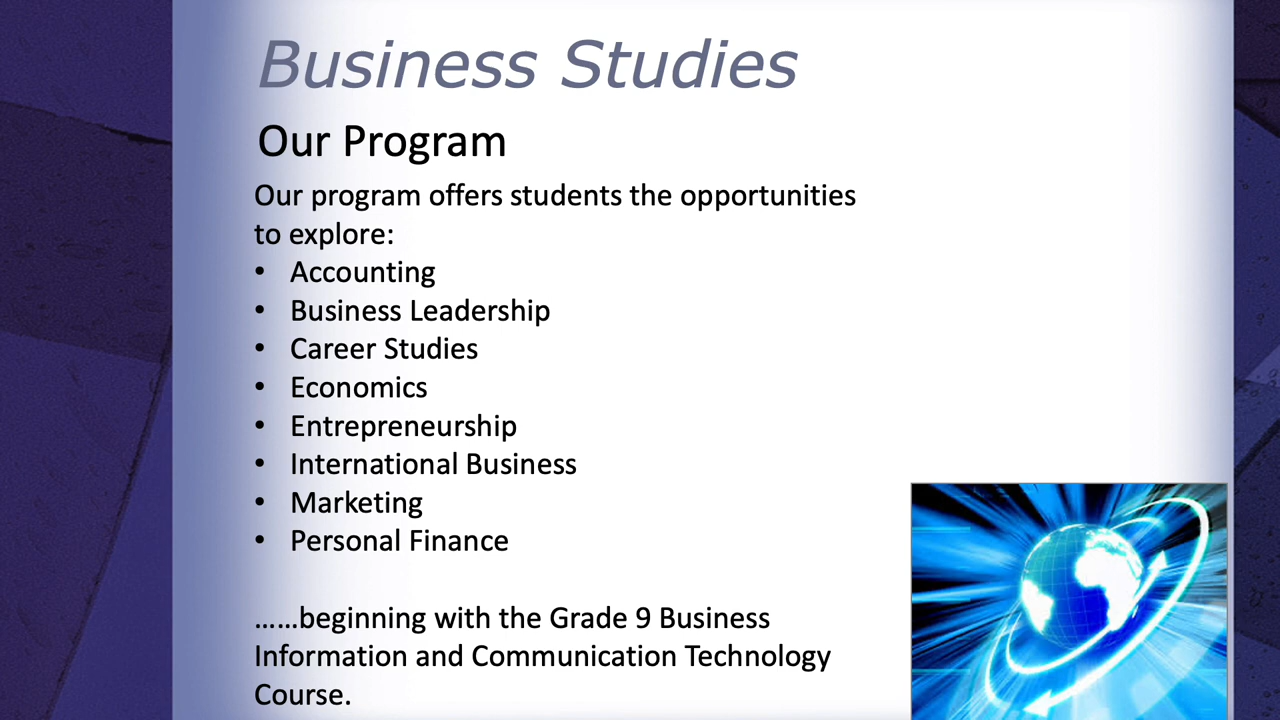 Business Studies
Our Program
Our program offers students the opportunities
to explore:
• Accounting
• Business Leadership
• Career Studies
• Economics
• Entrepreneurship
• International Business
• Marketing
• Personal Finance
……beginning with the Grade 9 Business
Information and Communication Technology
Course.